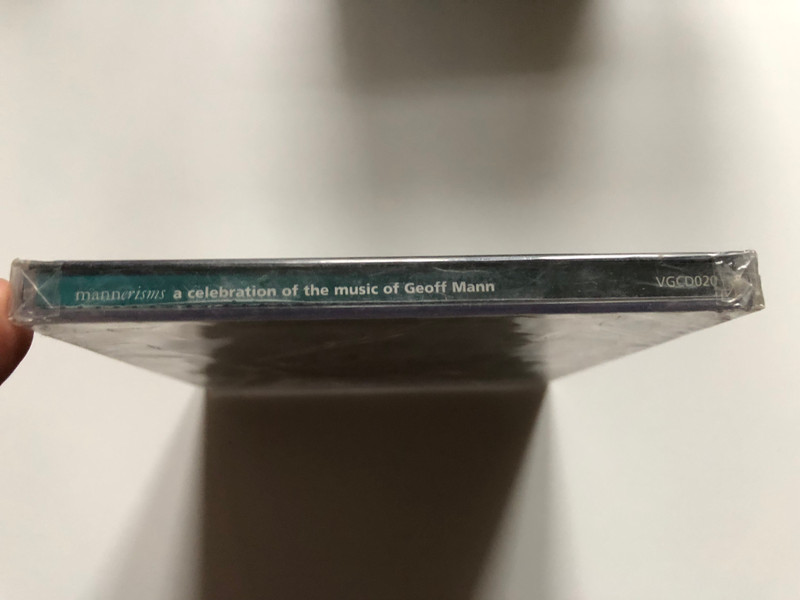 mannerisms a celebration of the music of Geoff Mann VGCD020